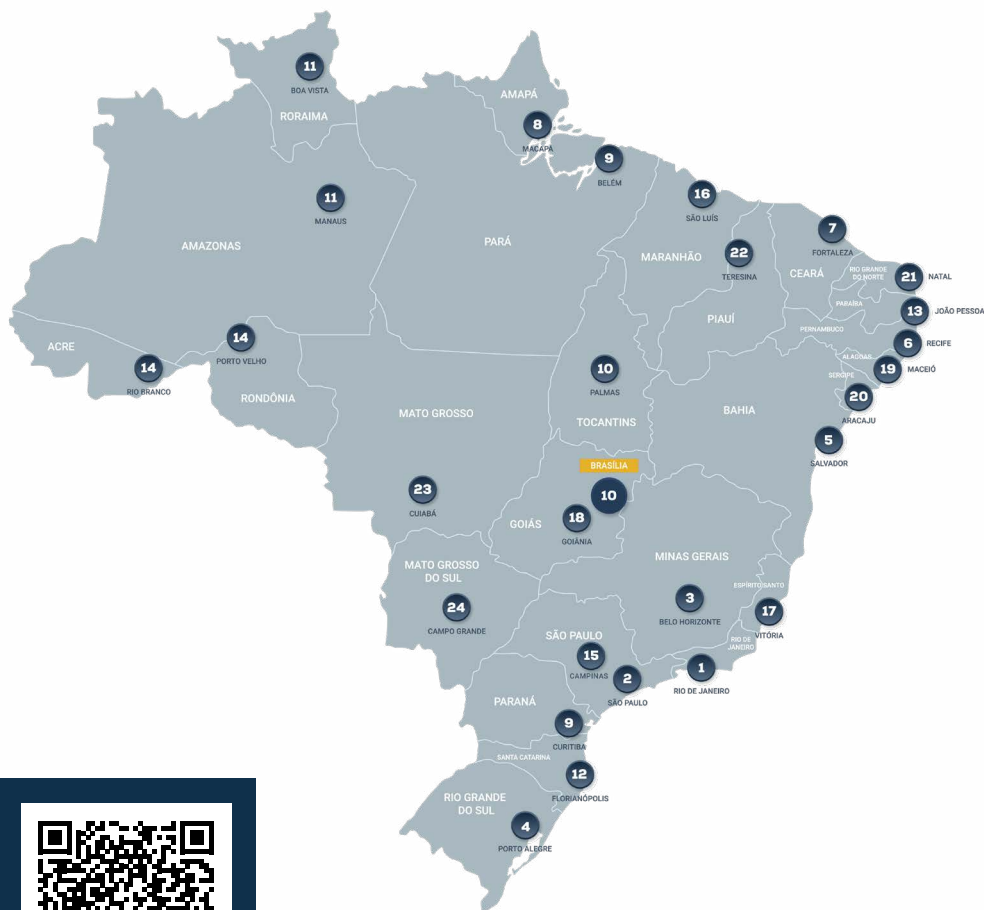 11
BOA VISTA
RORAIMA
AMAPÁ
8
MACAPÁ
9
BELÉM
11
MANAUS
16
SÃO LUÍS
7
FORTALEZA
AMAZONAS
PARÁ
MARANHÃO
22
TERESINA
CEARÁ
RIO GRANDE
DO NORTE
21
NATAL
PARAÍBA
13
JOÃO PESSOA
PIAUÍ
PERNAMBUCO
6
RECIFE
ACRE
14
PORTO VELHO
14
RIO BRANCO
ALAGOAS
19
MACEIÓ
SERGIPE
20
ARACAJU
10
PALMAS
RONDÔNIA
MATO GROSSO
TOCANTINS
BAHIA
5
SALVADOR
BRASÍLIA
10
23
CUIABÁ
GOIÁS
18
GOIÂNIA
MINAS GERAIS
MATO GROSSO
DO SUL
24
CAMPO GRANDE
ESPÍRITO SANTO
3
BELO HORIZONTE
17
VITÓRIA
SÃO PAULO
RIO DE
JANEIRO
15
CAMPINAS
2
SÃO PAULO
1
RIO DE JANEIRO
PARANÁ
9
CURITIBA
SANTA CATARINA
12
FLORIANÓPOLIS
RIO GRANDE
DO SUL
4
PORTO ALEGRE